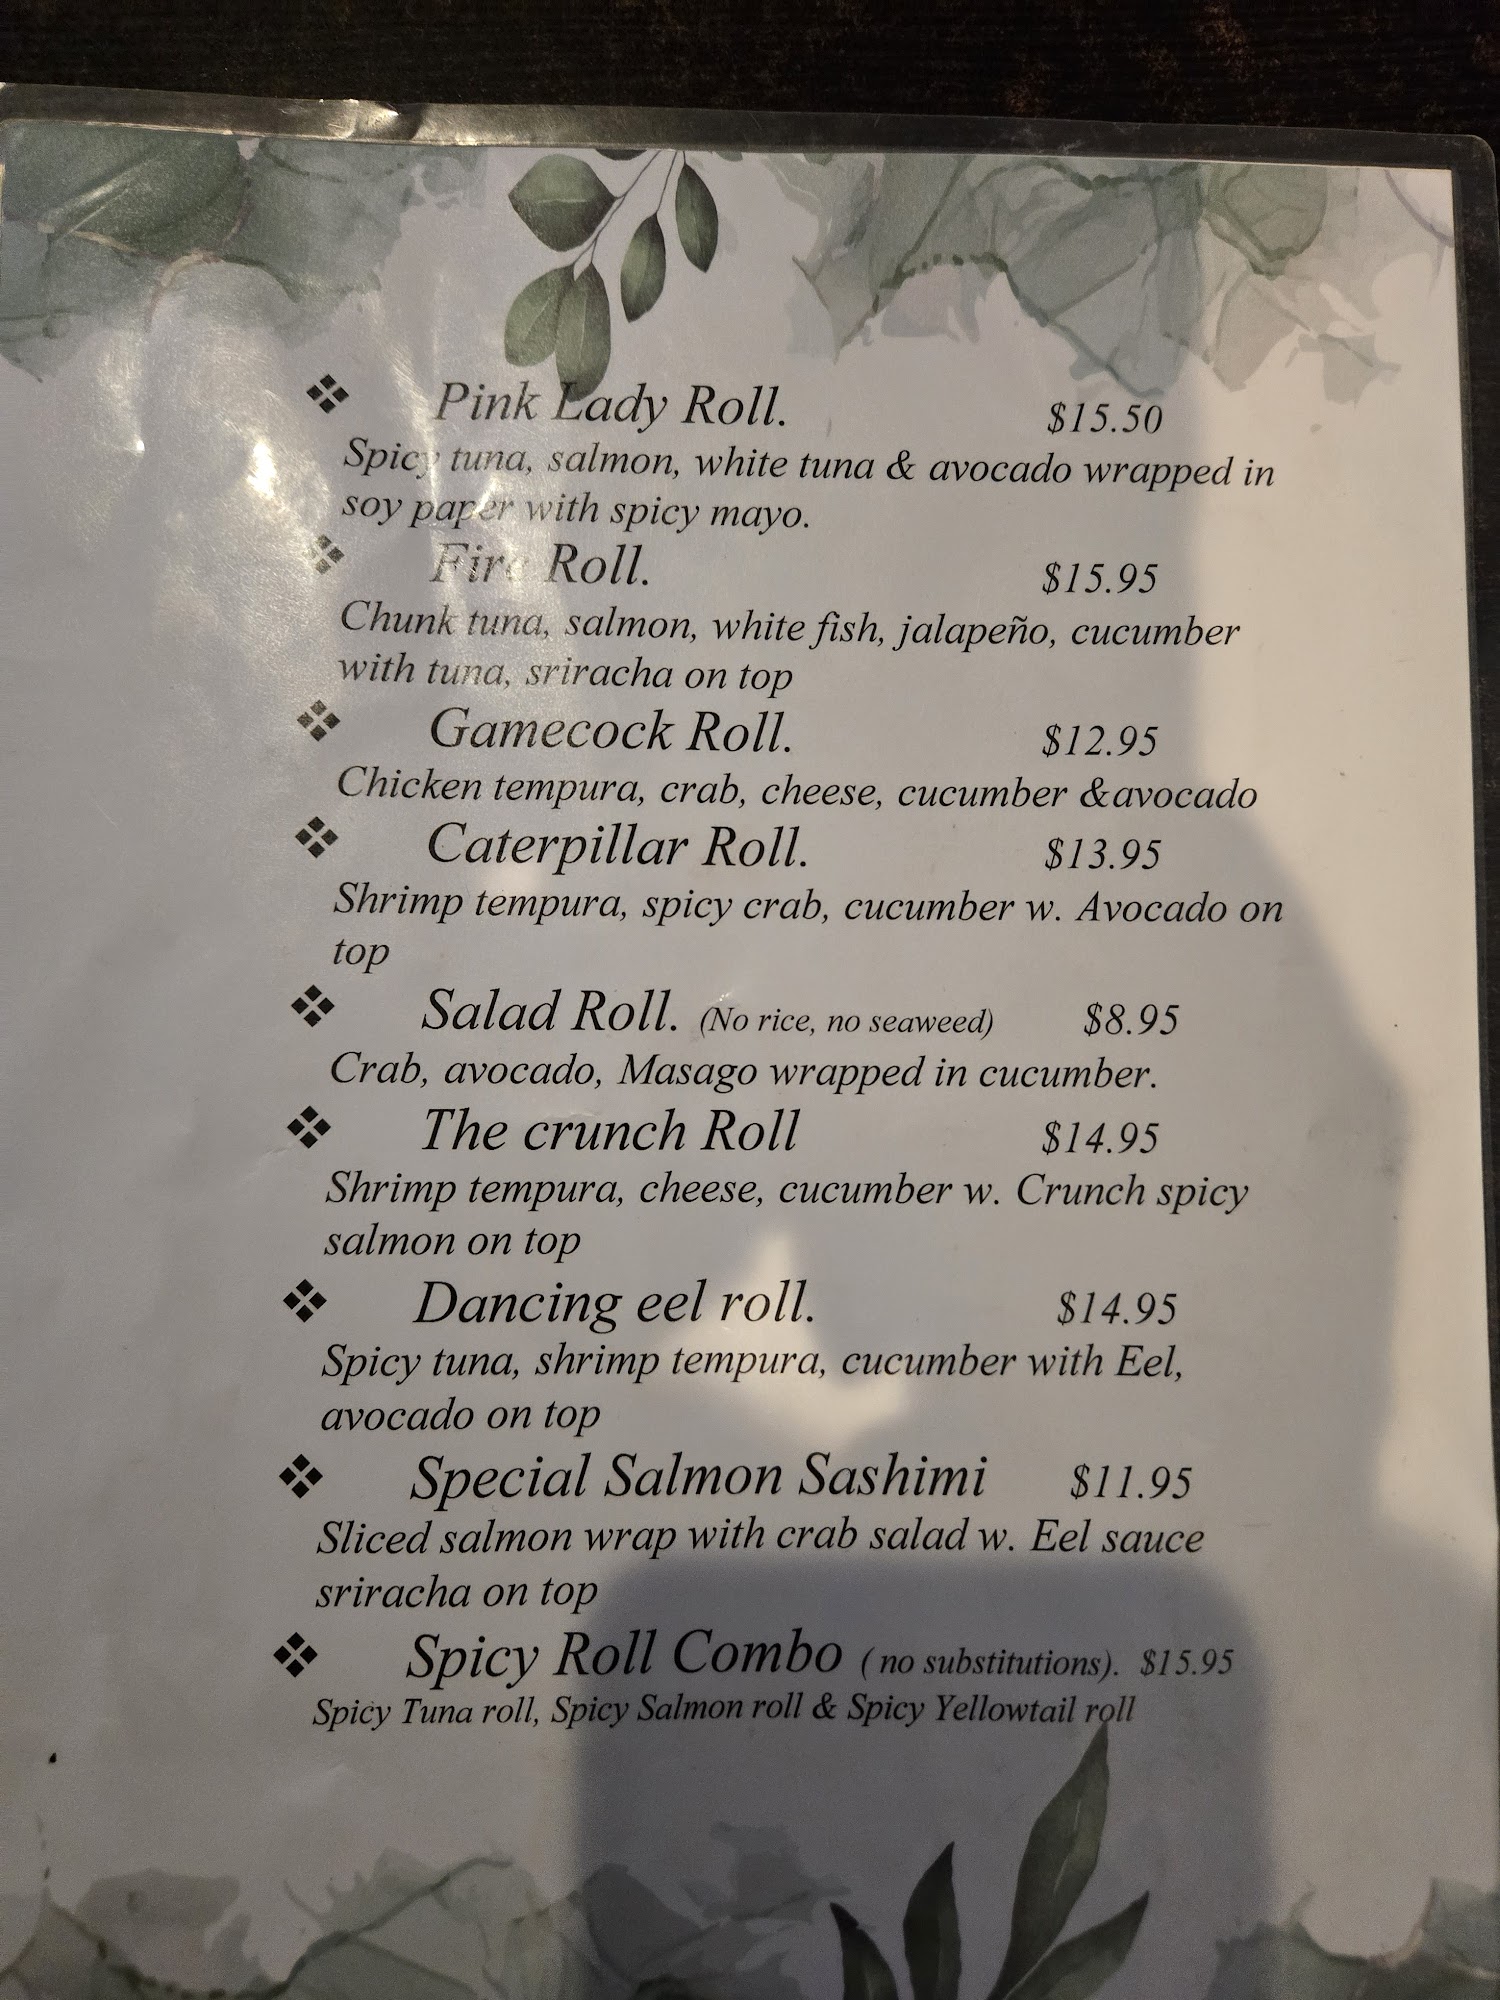 Pink Lady Roll. $15.50
Spicy tuna, salmon, white tuna & avocado wrapped in
soy paper with spicy mayo.
Fire Roll. $15.95
Chunk tuna, salmon, white fish, jalapeño, cucumber
with tuna, sriracha on top
Gamecock Roll. $12.95
Chicken tempura, crab, cheese, cucumber &avocado
Caterpillar Roll. $13.95
Shrimp tempura, spicy crab, cucumber w. Avocado on
top
Salad Roll. (No rice, no seaweed) $8.95
Crab, avocado, Masago wrapped in cucumber.
The crunch Roll $14.95
Shrimp tempura, cheese, cucumber w. Crunch spicy
salmon on top
Dancing eel roll. $14.95
Spicy tuna, shrimp tempura, cucumber with Eel,
avocado on top
Special Salmon Sashimi $11.95
Sliced salmon wrap with crab salad w. Eel sauce
sriracha on top
Spicy Roll Combo ( no substitutions). $15.95
Spicy Tuna roll, Spicy Salmon roll & Spicy Yellowtail roll